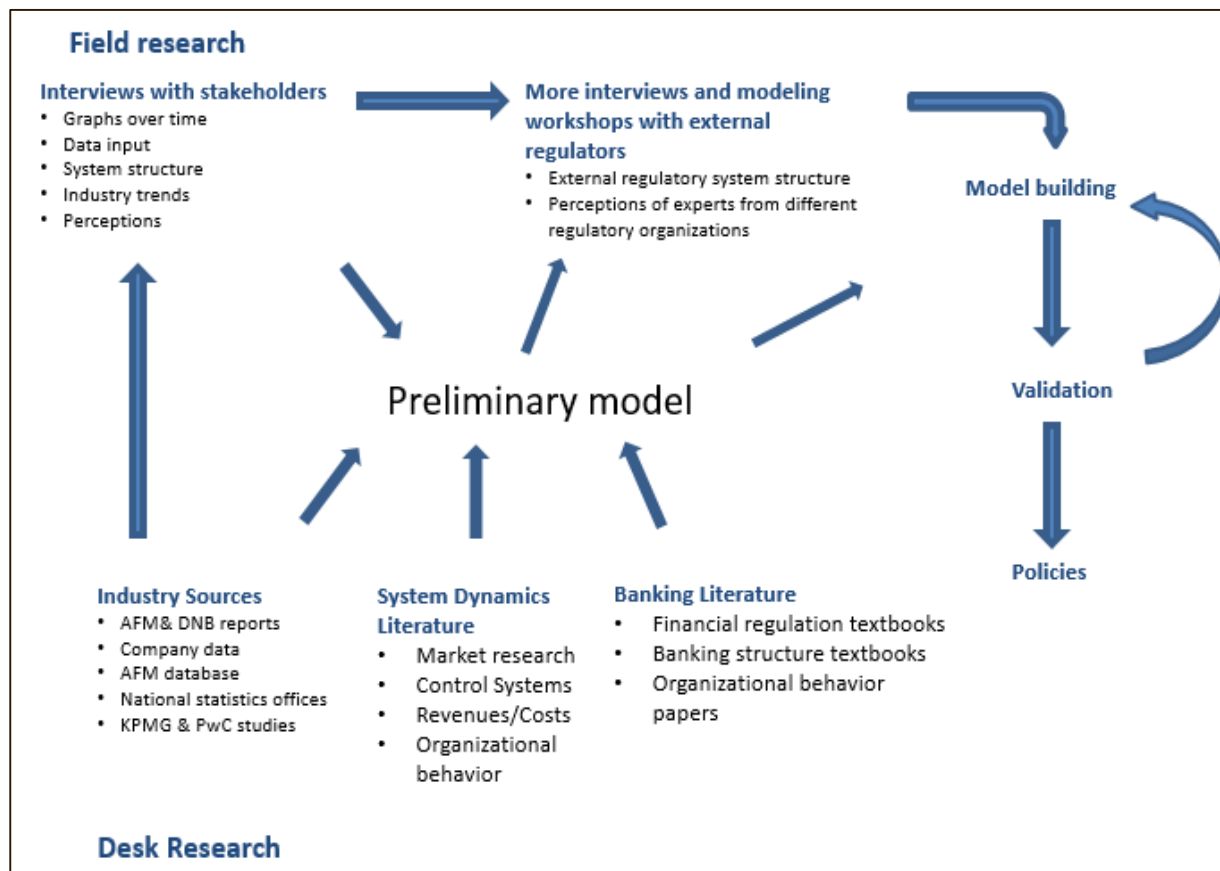 Field research
Interviews with stakeholders
• Graphs over time
• Data input
• System structure
• Industry trends
• Perceptions
More interviews and modeling
workshops with external
regulators
• External regulatory system structure
• Perceptions of experts from different
regulatory organizations
Model building
Validation
Policies
Preliminary model
Industry Sources
• AFM& DNB reports
• Company data
• AFM database
• National statistics offices
• KPMG & PwC studies
System Dynamics
Literature
• Market research
• Control Systems
• Revenues/Costs
• Organizational
behavior
Banking Literature
• Financial regulation textbooks
• Banking structure textbooks
• Organizational behavior
papers
Desk Research